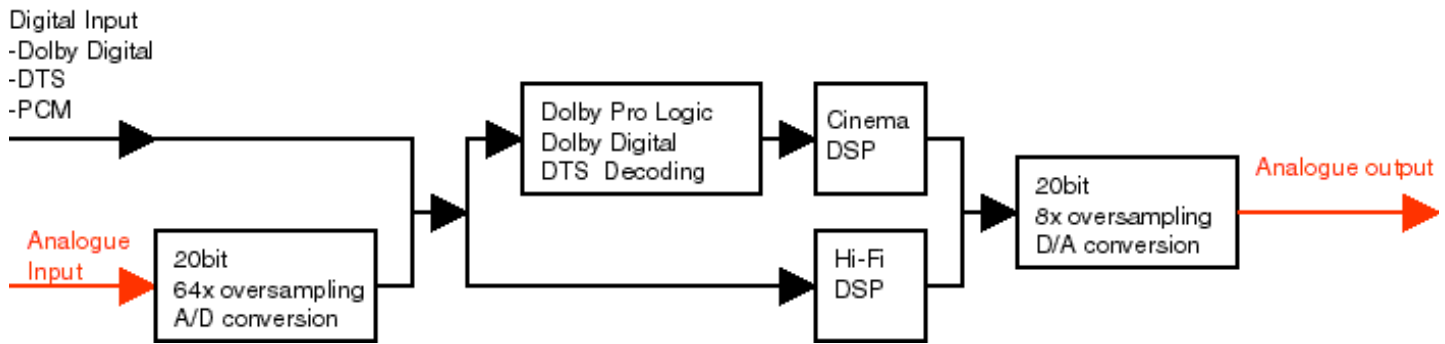 Digital Input
-Dolby Digital
-DTS
-PCM
Analogue
Input
20bit
64x oversampling
A/D conversion
Dolby Pro Logic
Dolby Digital
DTS Decoding
Cinema
DSP
Hi-Fi
DSP
20bit
8x oversampling
D/A conversion
Analogue output